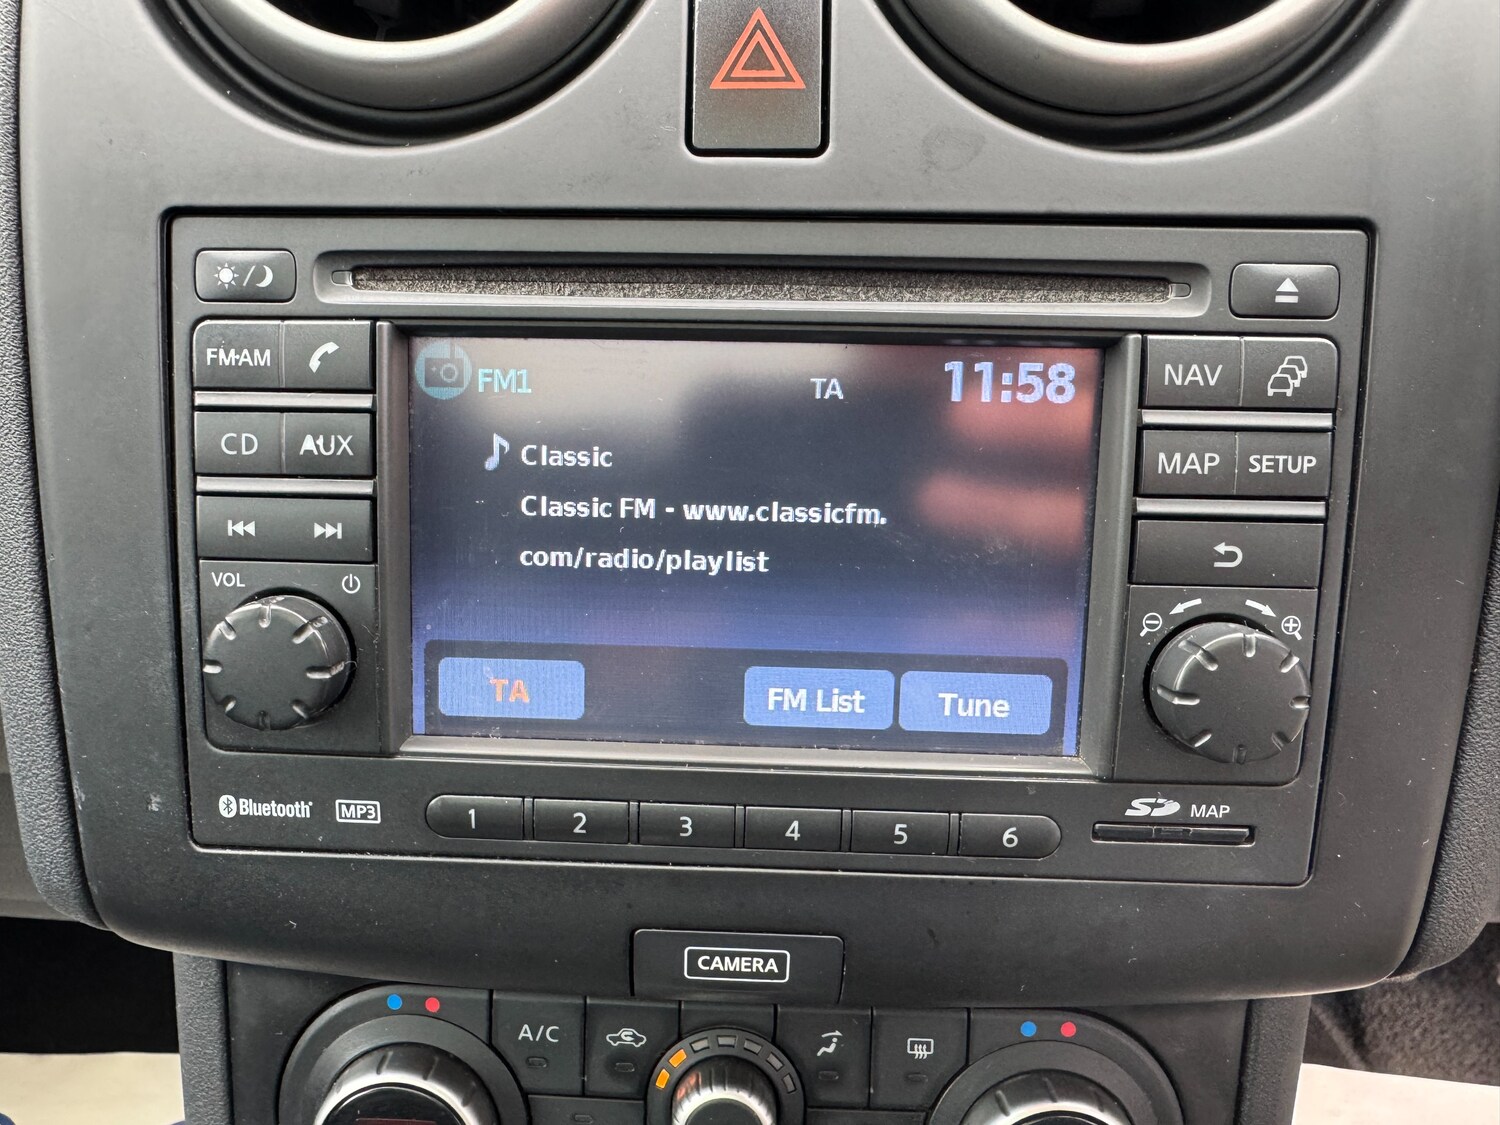 FM·AM
CD
AUX
VOL
FM1
TA
11:58
Classic
Classic FM - www.classicfm.
com/radio/playlist
TA
FM List
Tune
NAV
MAP
SETUP
Bluetooth
MP3
1 2 3 4 5 6
SD MAP
CAMERA
A/C